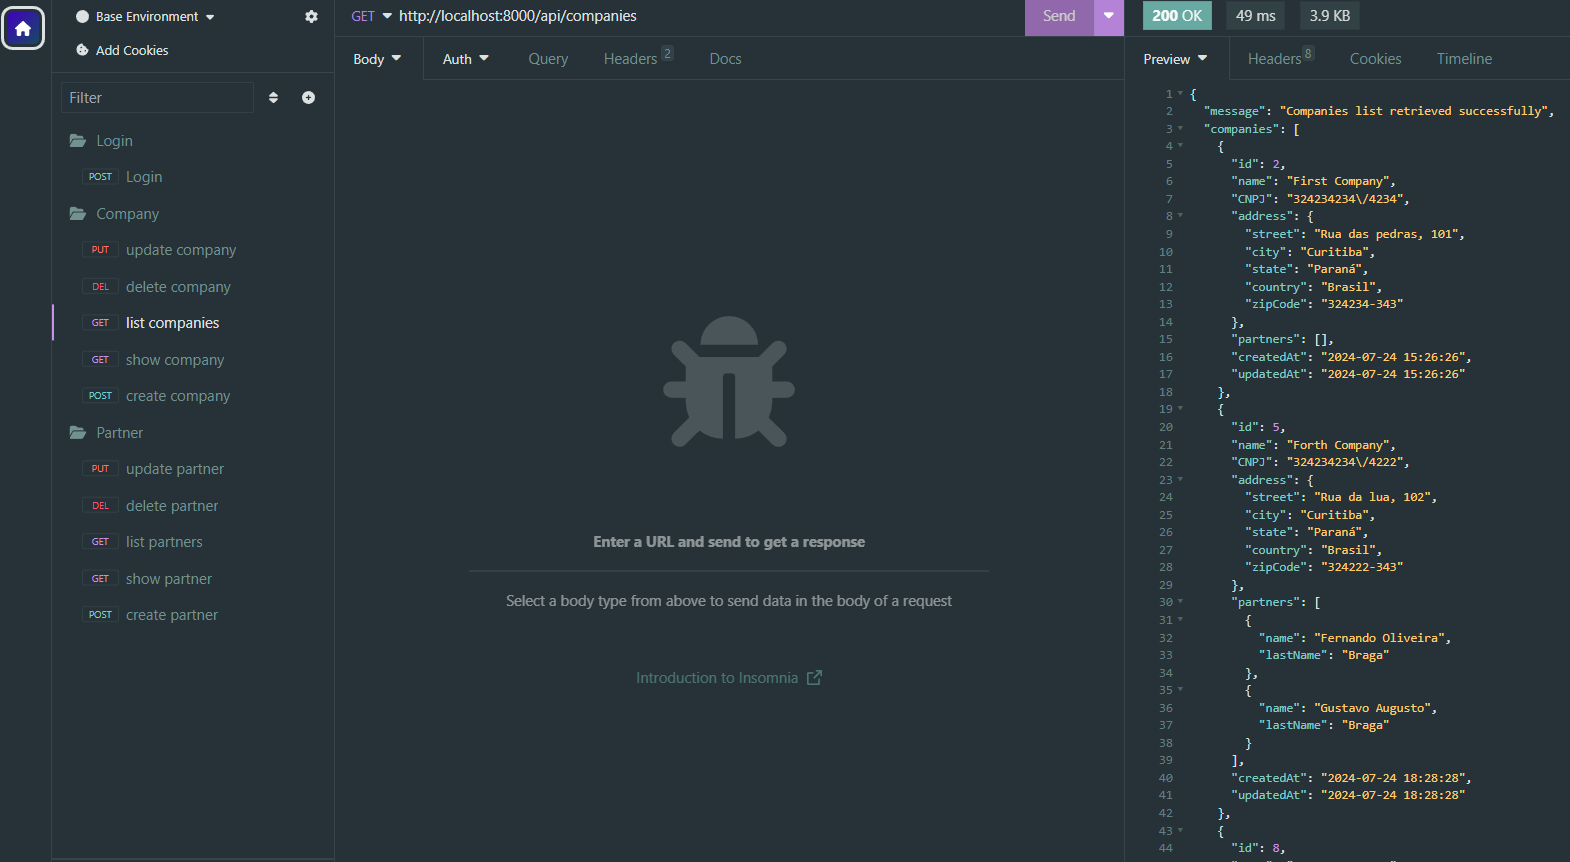 Base Environment
Add Cookies
Filter
Login
POST Login
Company
PUT update company
DEL delete company
GET list companies
GET show company
POST create company
Partner
PUT update partner
DEL delete partner
GET list partners
GET show partner
POST create partner
GET http://localhost:8000/api/companies
Send
Body
Auth
Query
Headers 2
Docs
Enter a URL and send to get a response
Select a body type from above to send data in the body of a request
Introduction to Insomnia
200 OK
49 ms
3.9 KB
Preview
Headers 8
Cookies
Timeline
1 {
2 "message": "Companies list retrieved successfully",
3 "companies": [
4 {
5 "id": 2,
6 "name": "First Company",
7 "CNPJ": "324234234\/4234",
8 "address": {
9 "street": "Rua das pedras, 101",
10 "city": "Curitiba",
11 "state": "Paraná",
12 "country": "Brasil",
13 "zipCode": "324234-343"
14 },
15 "partners": [],
16 "createdAt": "2024-07-24 15:26:26",
17 "updatedAt": "2024-07-24 15:26:26"
18 },
19 {
20 "id": 5,
21 "name": "Forth Company",
22 "CNPJ": "324234234\/4222",
23 "address": {
24 "street": "Rua da lua, 102",
25 "city": "Curitiba",
26 "state": "Paraná",
27 "country": "Brasil",
28 "zipCode": "324222-343"
29 },
30 "partners": [
31 {
32 "name": "Fernando Oliveira",
33 "lastName": "Braga"
34 },
35 {
36 "name": "Gustavo Augusto",
37 "lastName": "Braga"
38 }
39 ],
40 "createdAt": "2024-07-24 18:28:28",
41 "updatedAt": "2024-07-24 18:28:28"
42 },
43 {
44 "id": 8,